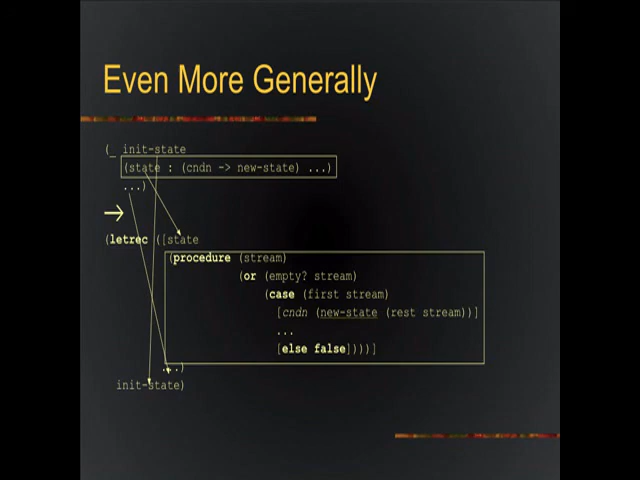 Even More Generally
(_ init-state
(state : (cndn -> new-state) ...)
...)
→
(letrec ([state
(procedure (stream)
(or (empty? stream)
(case (first stream)
[cndn (new-state (rest stream))]
...
[else false])))]
...)
init-state)